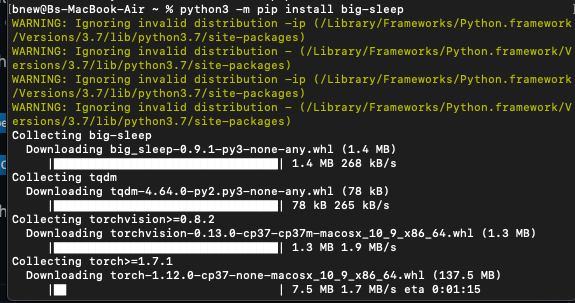 bnew@Bs-MacBook-Air ~ % python3 -m pip install big-sleep
WARNING: Ignoring invalid distribution -ip (/Library/Frameworks/Python.framework
/Versions/3.7/lib/python3.7/site-packages)
WARNING: Ignoring invalid distribution - (/Library/Frameworks/Python.framework/V
ersions/3.7/lib/python3.7/site-packages)
WARNING: Ignoring invalid distribution -ip (/Library/Frameworks/Python.framework
/Versions/3.7/lib/python3.7/site-packages)
WARNING: Ignoring invalid distribution - (/Library/Frameworks/Python.framework/V
ersions/3.7/lib/python3.7/site-packages)
Collecting big-sleep
Downloading big_sleep-0.9.1-py3-none-any.whl (1.4 MB)
| | 1.4 MB 268 kB/s
Collecting tqdm
Downloading tqdm-4.64.0-py2.py3-none-any.whl (78 kB)
| | 78 kB 265 kB/s
Collecting torchvision>=0.8.2
Downloading torchvision-0.13.0-cp37-cp37m-macosx_10_9_x86_64.whl (1.3 MB)
| | 1.3 MB 1.9 MB/s
Collecting torch>=1.7.1
Downloading torch-1.12.0-cp37-none-macosx_10_9_x86_64.whl (137.5 MB)
| | 7.5 MB 1.7 MB/s eta 0:01:15